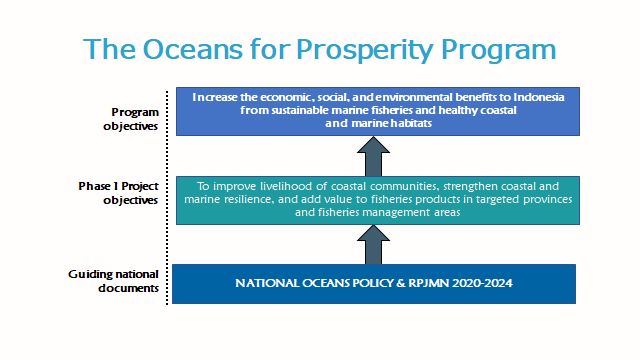 The Oceans for Prosperity Program
Program
objectives
Increase the economic, social, and environmental benefits to Indonesia
from sustainable marine fisheries and healthy coastal
and marine habitats
Phase 1 Project
objectives
To improve livelihood of coastal communities, strengthen coastal and
marine resilience, and add value to fisheries products in targeted provinces
and fisheries management areas
Guiding national
documents
NATIONAL OCEANS POLICY & RPJMN 2020-2024